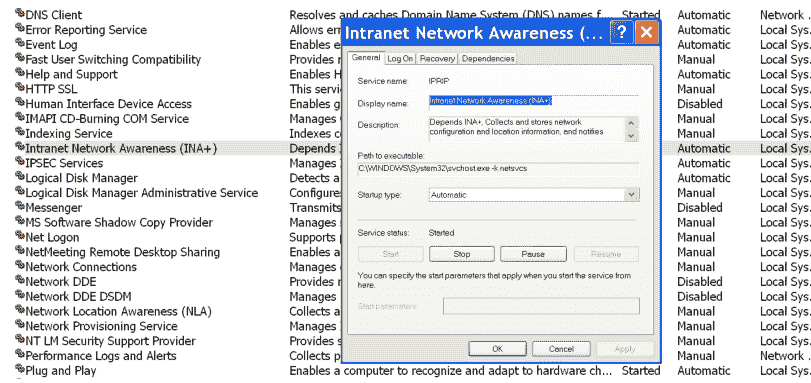 DNS Client Resolves and caches Domain Name System (DNS) names f... Started Automatic Network .
Error Reporting Service Allows err Automatic Local Sys.
Event Log Enables e Automatic Local Sys.
Fast User Switching Compatibility Provides Manual Local Sys.
Help and Support Enables H Automatic Local Sys.
HTTP SSL This servi Manual Local Sys.
Human Interface Device Access Enables g Disabled Local Sys.
IMAPI CD-Burning COM Service Manages Manual Local Sys.
Indexing Service Indexes co Manual Local Sys.
Intranet Network Awareness (INA+) Depends Automatic Local Sys.
IPSEC Services Manages Automatic Local Sys.
Logical Disk Manager Detects a Automatic Local Sys.
Logical Disk Manager Administrative Service Configure Manual Local Sys.
Messenger Transmits Disabled Local Sys.
MS Software Shadow Copy Provider Manages Manual Local Sys.
Net Logon Supports Manual Local Sys.
NetMeeting Remote Desktop Sharing Enables a Manual Local Sys.
Network Connections Manages Manual Local Sys.
Network DDE Provides Disabled Local Sys.
Network DDE DSDM Manages Disabled Local Sys.
Network Location Awareness (NLA) Collects a Manual Local Sys.
Network Provisioning Service Manages Manual Local Sys.
NT LM Security Support Provider Provides Manual Local Sys.
Performance Logs and Alerts Collects p Manual Network .
Plug and Play Enables a computer to recognize and adapt to hardware ch... Started Automatic Local Sys.
Intranet Network Awareness (...
General Log On Recovery Dependencies
Service name: IPRIP
Display name: Intranet Network Awareness (INA+)
Description: Depends INA+, Collects and stores network
configuration and location information, and notifies
Path to executable:
C:\WINDOWS\System32\svchost.exe -k netsvcs
Startup type: Automatic
Service status: Started
Start Stop Pause Resume
You can specify the start parameters that apply when you start the service from
here.
Start parameters:
OK Cancel Apply